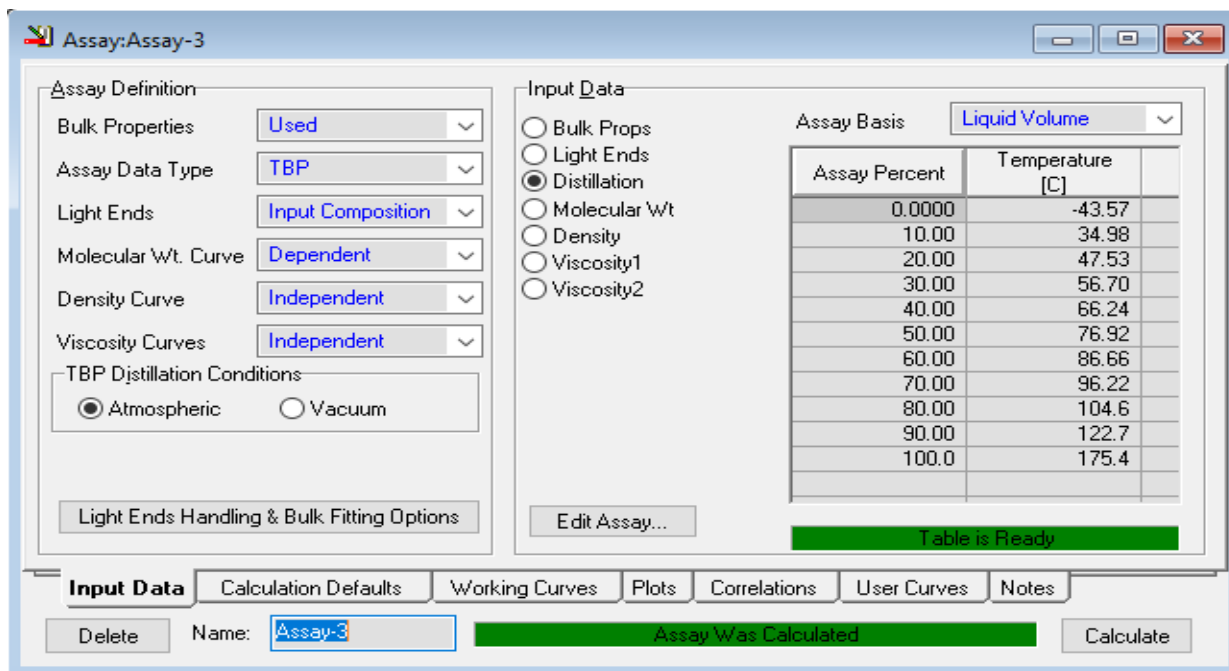 Assay:Assay-3
Assay Definition
Bulk Properties Used
Assay Data Type TBP
Light Ends Input Composition
Molecular Wt. Curve Dependent
Density Curve Independent
Viscosity Curves Independent
TBP Distillation Conditions
Atmospheric Vacuum
Light Ends Handling & Bulk Fitting Options
Input Data
Bulk Props
Light Ends
Distillation
Molecular Wt
Density
Viscosity1
Viscosity2
Edit Assay...
Assay Basis Liquid Volume
Assay Percent Temperature
[C]
0.0000 -43.57
10.00 34.98
20.00 47.53
30.00 56.70
40.00 66.24
50.00 76.92
60.00 86.66
70.00 96.22
80.00 104.6
90.00 122.7
100.0 175.4
Table is Ready
Input Data Calculation Defaults Working Curves Plots Correlations User Curves Notes
Delete Name: Assay-3 Assay Was Calculated Calculate